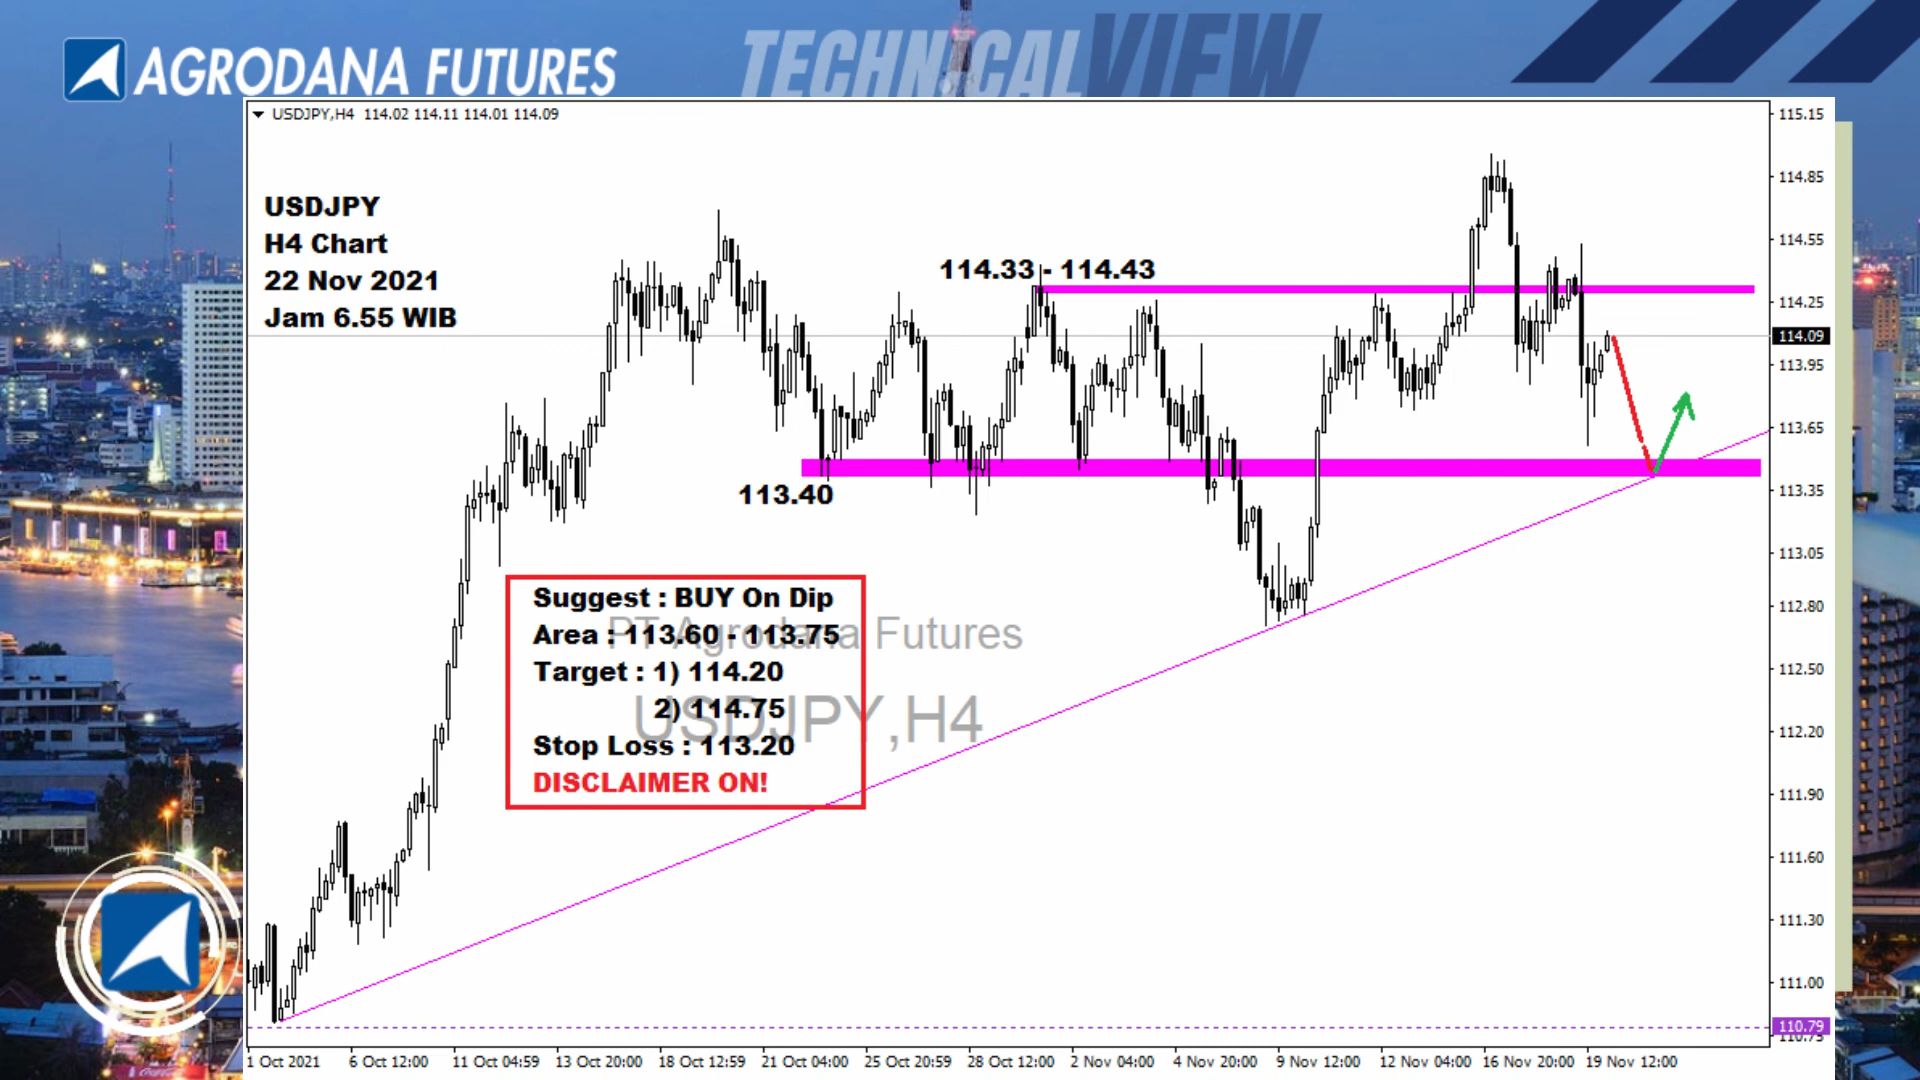 AGRODANA FUTURES
TECHNICAL VIEW
USDJPY,H4 114.02 114.11 114.01 114.09
115.15
USDJPY
H4 Chart
22 Nov 2021
Jam 6.55 WIB
114.33 - 114.43
113.40
114.85
114.55
114.25
114.09
113.95
113.65
113.35
113.05
112.80
112.50
112.20
111.90
111.60
111.30
111.00
110.79
110.75
Suggest : BUY On Dip
Area : 113.60 - 113.75
Target : 1) 114.20
2) 114.75
Stop Loss : 113.20
DISCLAIMER ON!
PT Agrodana Futures
USDJPY,H4
1 Oct 2021 6 Oct 12:00 11 Oct 04:59 13 Oct 20:00 18 Oct 12:59 21 Oct 04:00 25 Oct 20:59 28 Oct 12:00 2 Nov 04:00 4 Nov 20:00 9 Nov 12:00 12 Nov 04:00 16 Nov 20:00 19 Nov 12:00